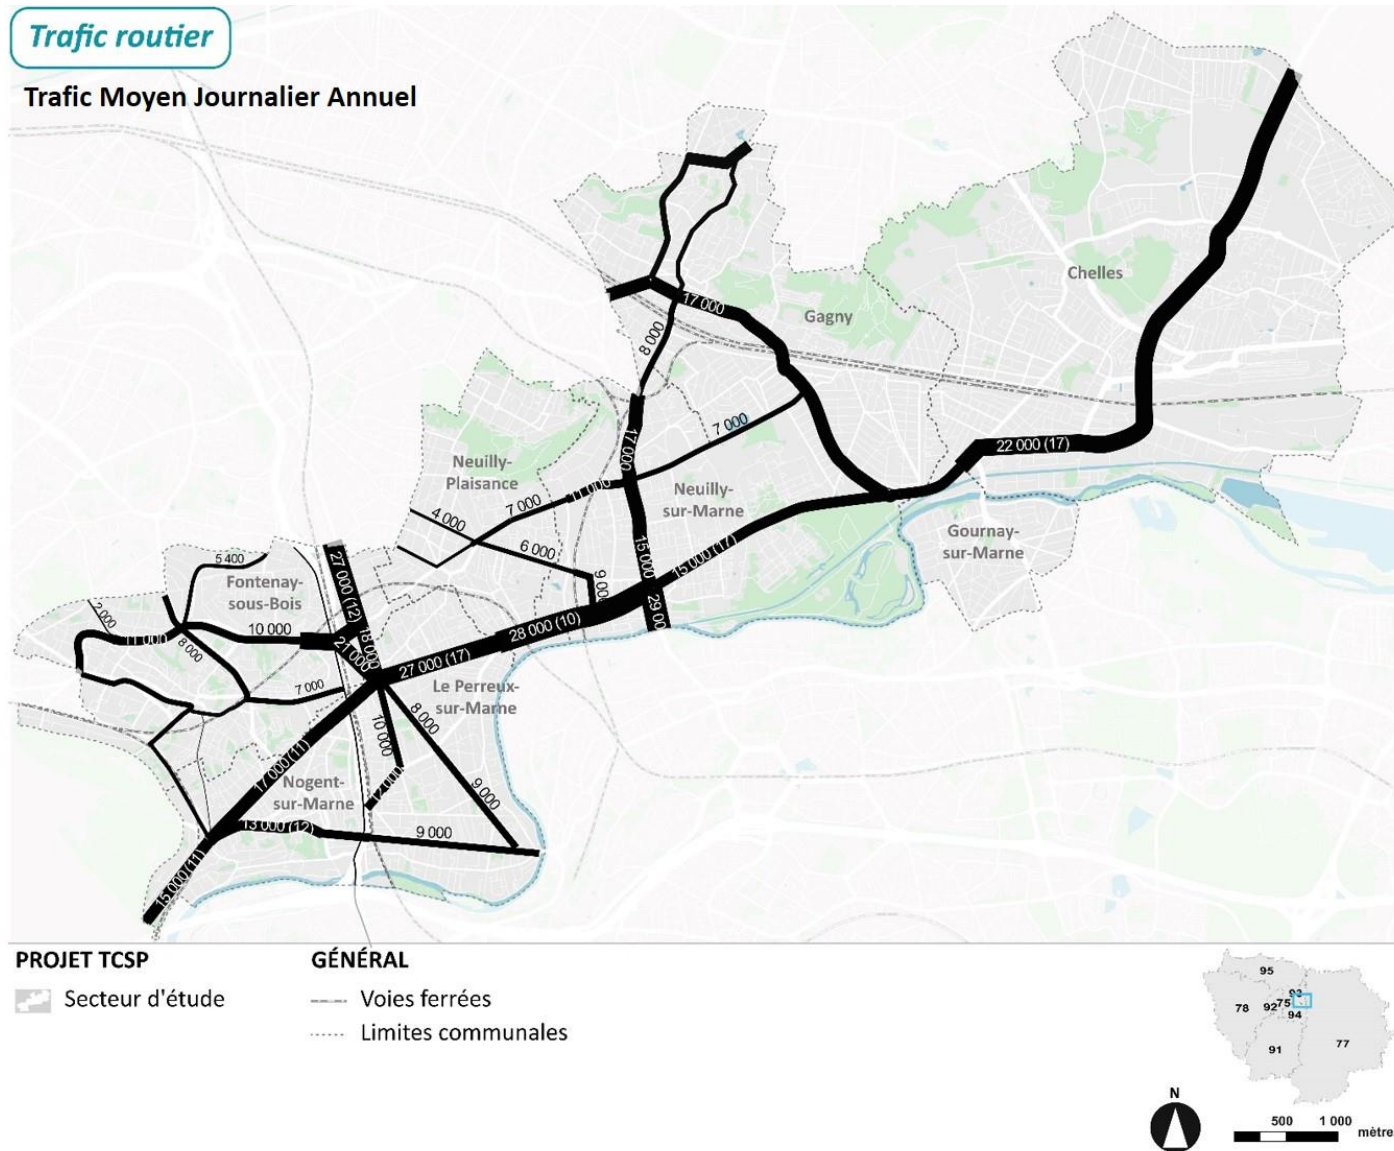 Trafic routier
Trafic Moyen Journalier Annuel
Chelles
17 000
Gagny
8 000
7 000
17 000
22 000 (17)
Neuilly-
Plaisance
11 000
Neuilly-
sur-Marne
7 000
4 000
Gournay-
sur-Marne
6 000
15 000
15 000 (17)
5 400
27 000 (12)
Fontenay-
sous-Bois
9 000
29 00
2 000
28 000 (10)
10 000
11 000
18 000
8 000
21 000
27 000 (17)
7 000
Le Perreux-
sur-Marne
8 000
10 000
17 000 (11)
Nogent-
sur-Marne
12 000
9 000
13 000 (12)
9 000
15 000 (11)
PROJET TCSP
Secteur d'étude
GÉNÉRAL
Voies ferrées
Limites communales
95
93
78
92
75
94
91
77
N
500
1 000
mètre